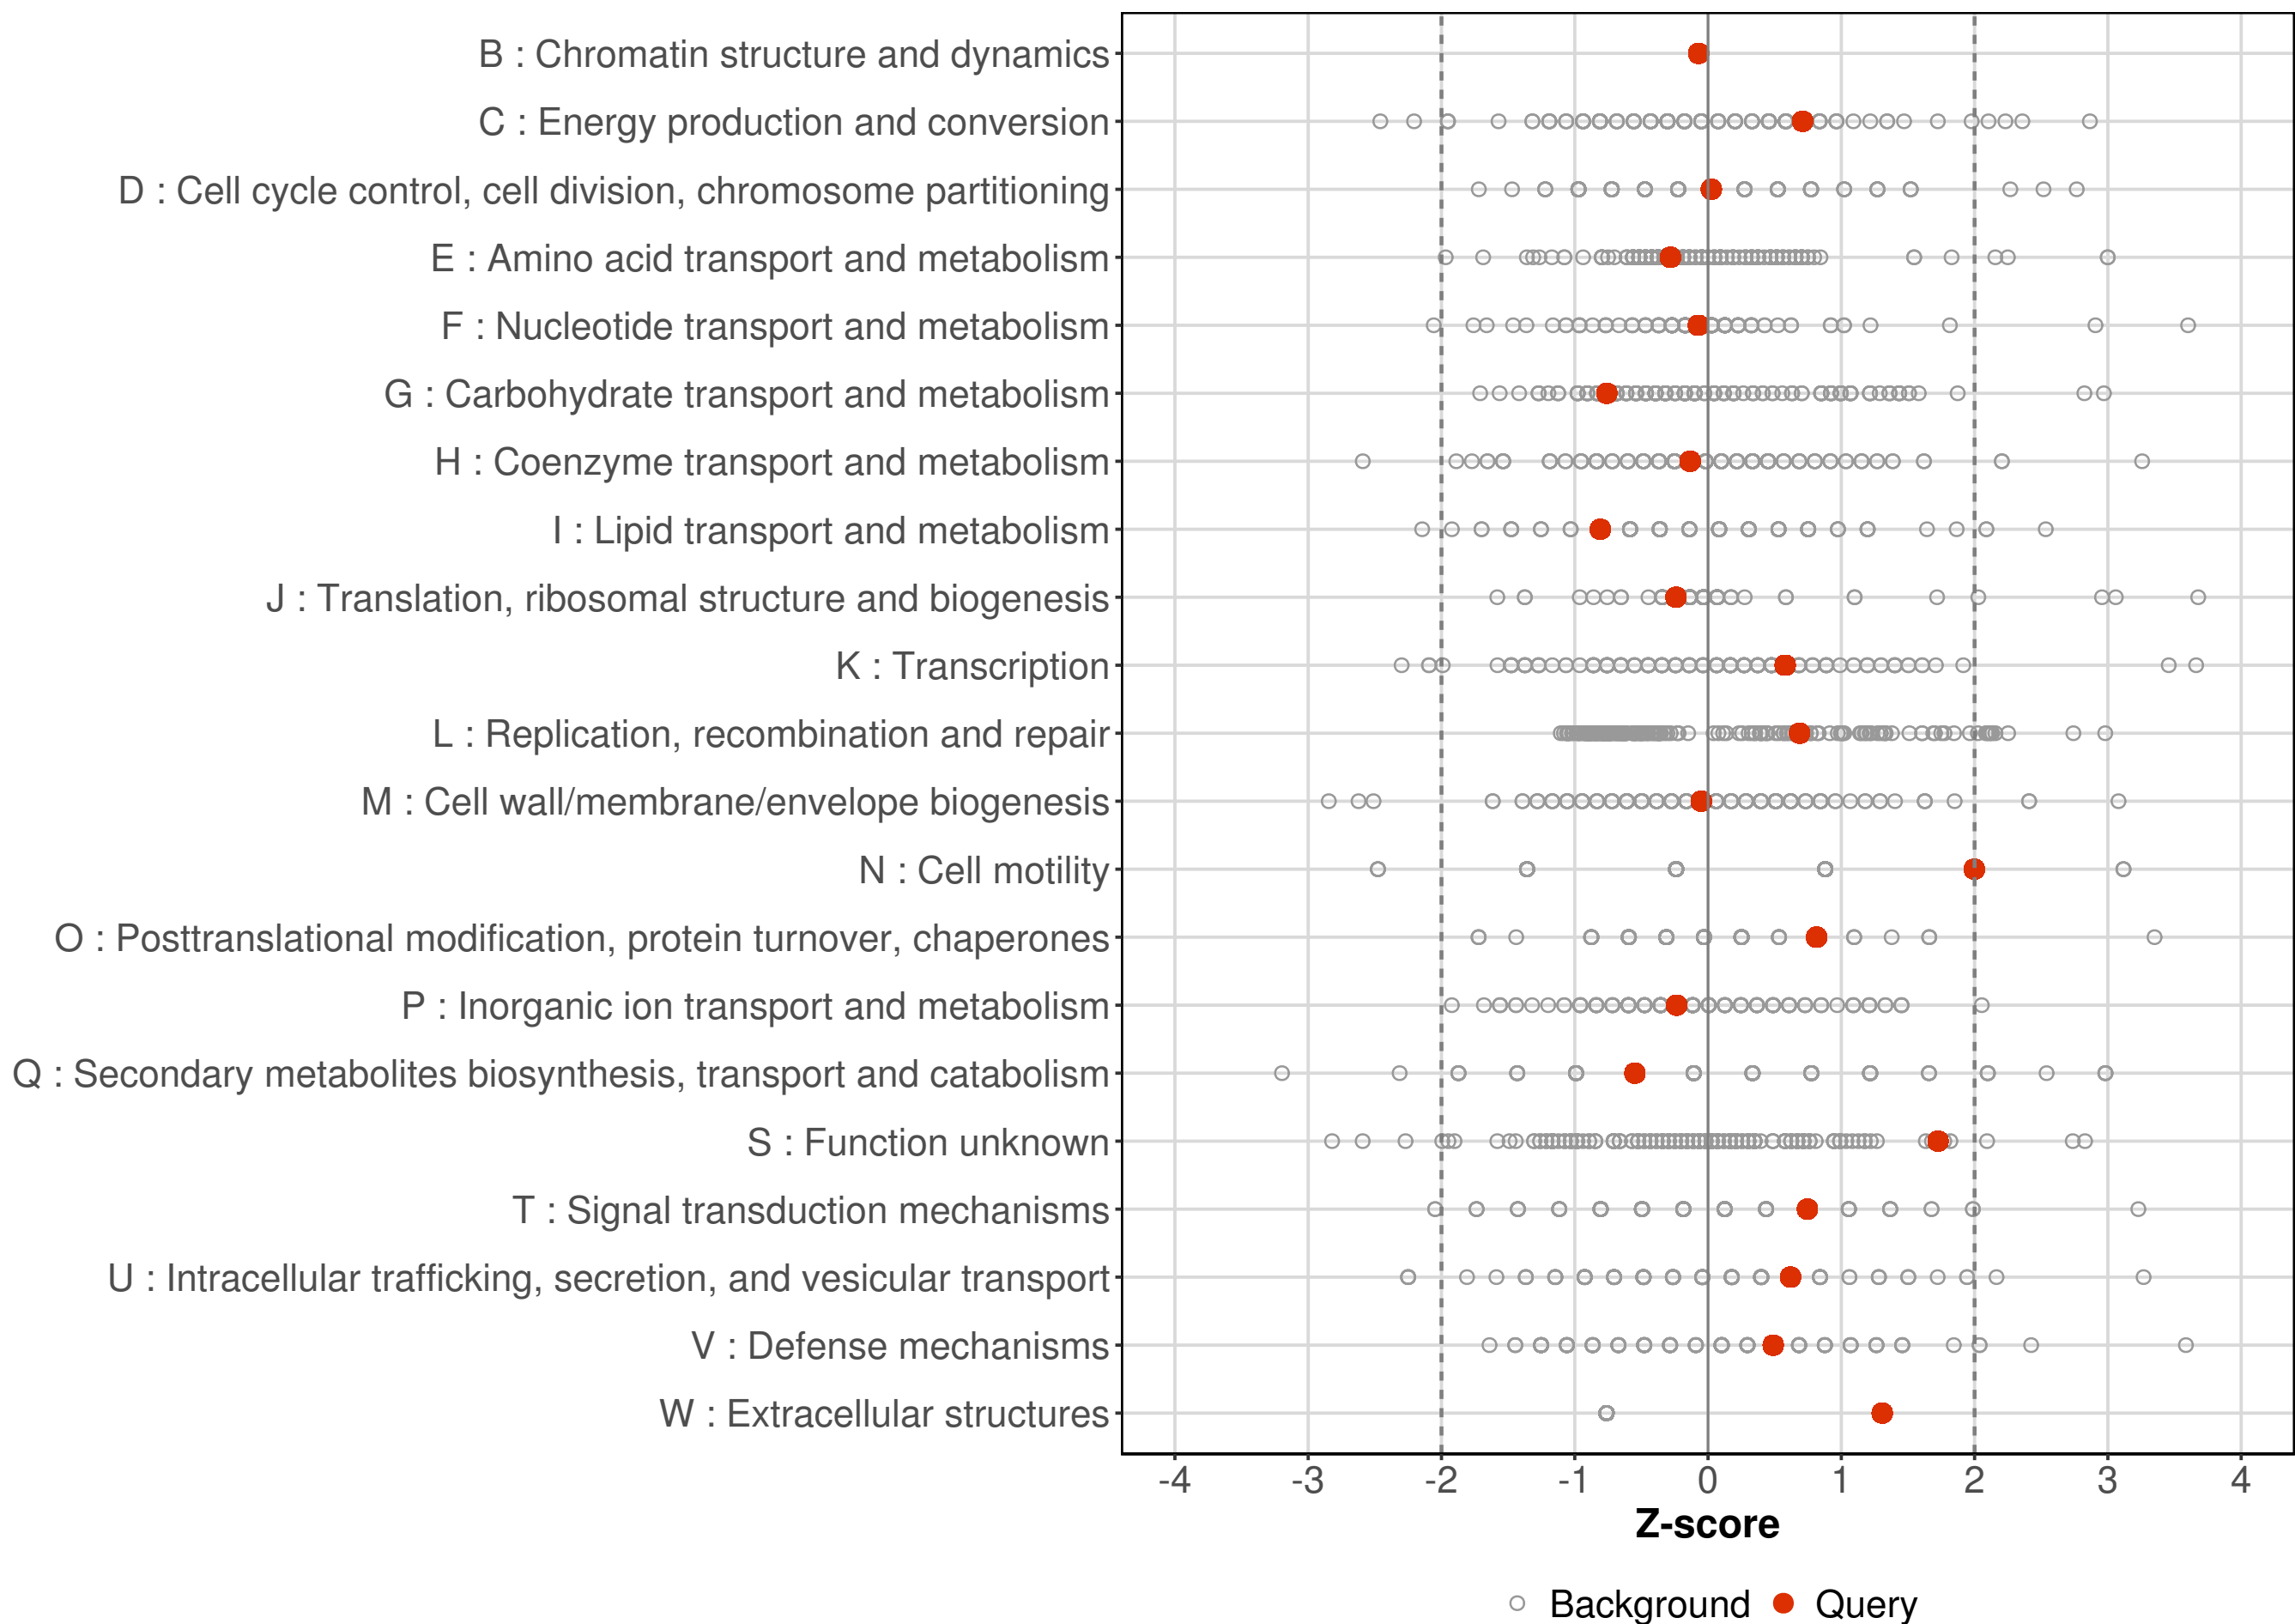 B : Chromatin structure and dynamics
C : Energy production and conversion
D : Cell cycle control, cell division, chromosome partitioning
E : Amino acid transport and metabolism
F : Nucleotide transport and metabolism
G : Carbohydrate transport and metabolism
H : Coenzyme transport and metabolism
I : Lipid transport and metabolism
J : Translation, ribosomal structure and biogenesis
K : Transcription
L : Replication, recombination and repair
M : Cell wall/membrane/envelope biogenesis
N : Cell motility
O : Posttranslational modification, protein turnover, chaperones
P : Inorganic ion transport and metabolism
Q : Secondary metabolites biosynthesis, transport and catabolism
S : Function unknown
T : Signal transduction mechanisms
U : Intracellular trafficking, secretion, and vesicular transport
V : Defense mechanisms
W : Extracellular structures
-4 -3 -2 -1 0 1 2 3 4
Z-score
Background Query